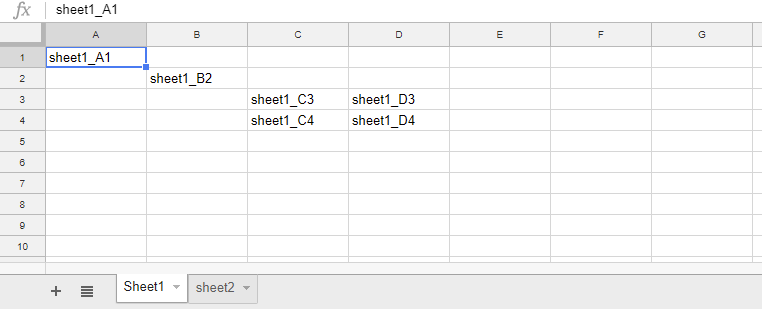 fx sheet1_A1
A B C D E F G
1 sheet1_A1
2 sheet1_B2
3 sheet1_C3 sheet1_D3
4 sheet1_C4 sheet1_D4
5
6
7
8
9
10
+ Sheet1 sheet2